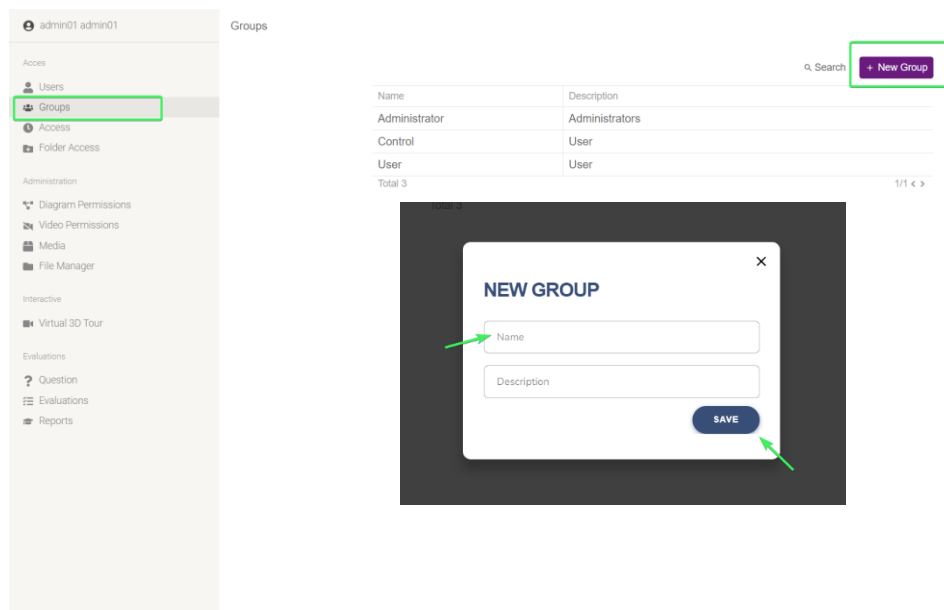 admin01 admin01
Groups
Acces
Users
Groups
Access
Folder Access
Administration
Diagram Permissions
Video Permissions
Media
File Manager
Interactive
Virtual 3D Tour
Evaluations
Question
Evaluations
Reports
Search
+ New Group
Name Description
Administrator Administrators
Control User
User User
Total 3 1/1 < >
Total 3
NEW GROUP
Name
Description
SAVE